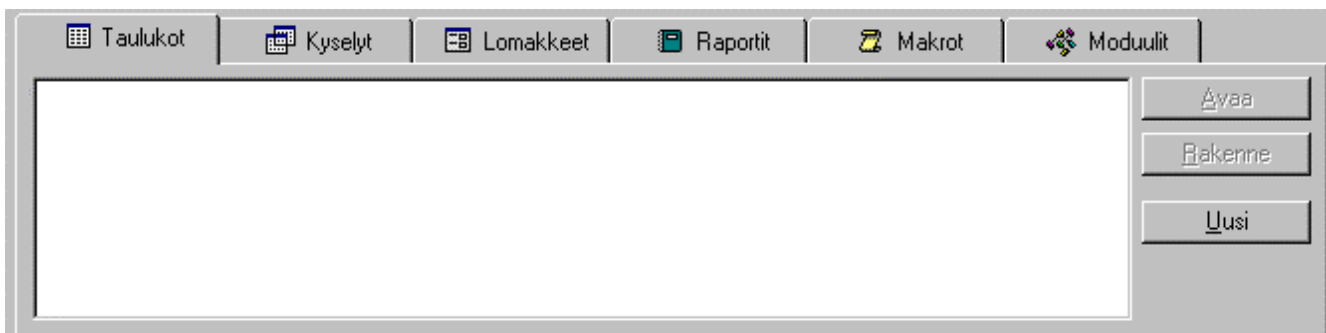 Taulukot Kyselyt Lomakkeet Raportit Makrot Moduulit
Avaa
Rakenne
Uusi